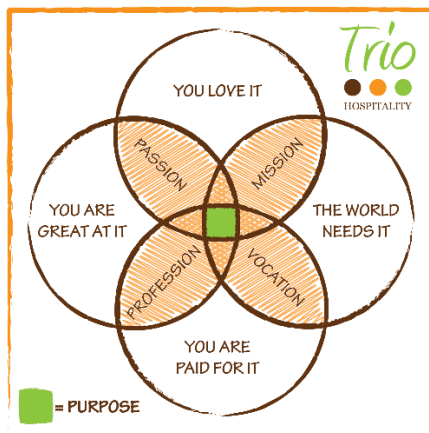 Trio
HOSPITALITY
YOU LOVE IT
PASSION
MISSION
YOU ARE
GREAT AT IT
THE WORLD
NEEDS IT
PROFESSION
VOCATION
YOU ARE
PAID FOR IT
= PURPOSE